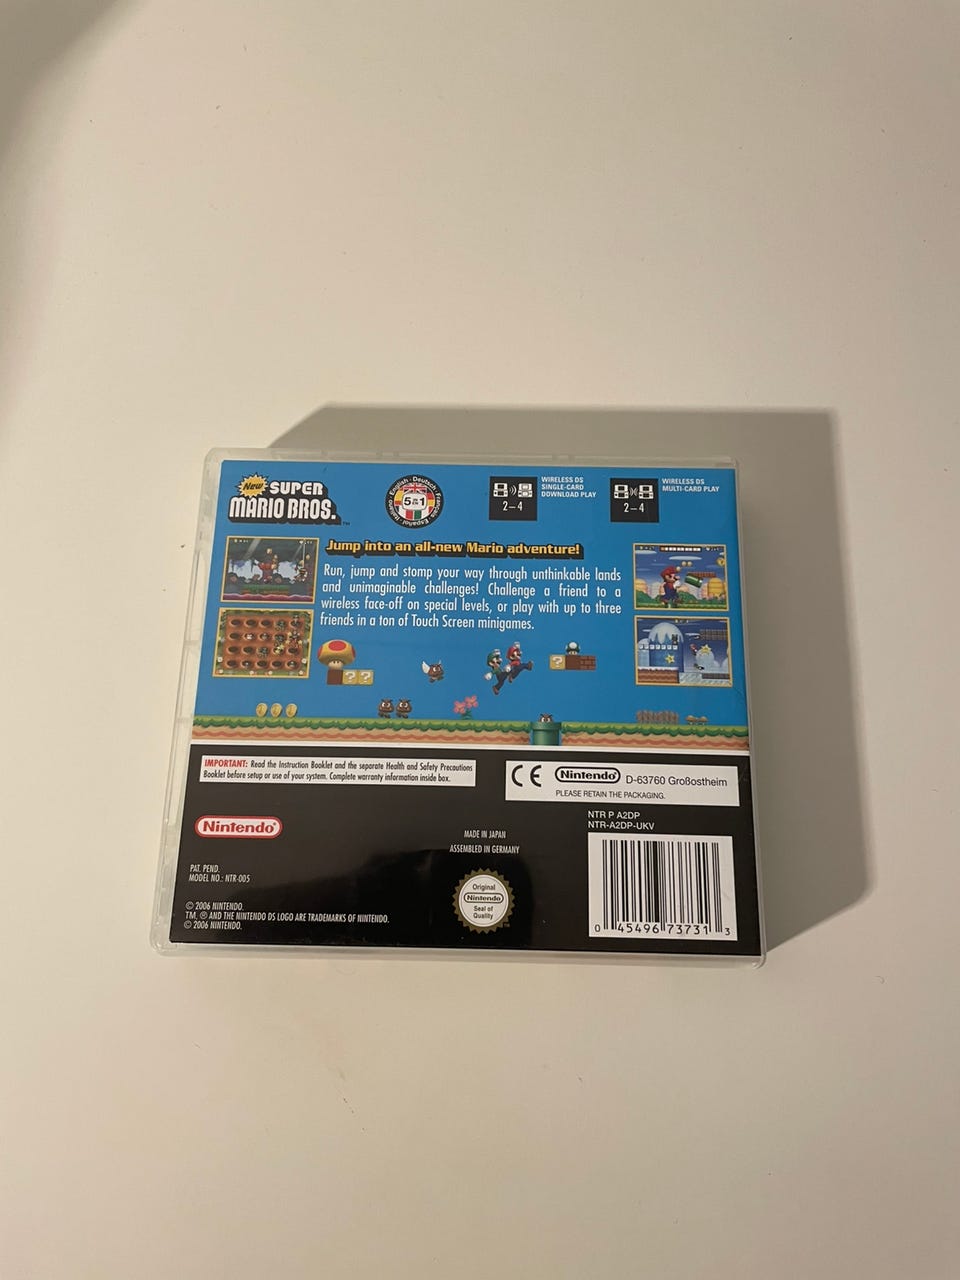 New
SUPER
MARIO BROS.™
English · Deutsch · Français · Español · Italiano
5 in 1
2-4
WIRELESS DS
SINGLE-CARD
DOWNLOAD PLAY
2-4
WIRELESS DS
MULTI-CARD PLAY
Jump into an all-new Mario adventure!
Run, jump and stomp your way through unthinkable lands
and unimaginable challenges! Challenge a friend to a
wireless face-off on special levels, or play with up to three
friends in a ton of Touch Screen minigames.
? ?
?
IMPORTANT: Read the Instruction Booklet and the separate Health and Safety Precautions
Booklet before setup or use of your system. Complete warranty information inside box.
CE Nintendo® D-63760 Großostheim
PLEASE RETAIN THE PACKAGING.
NTR P A2DP
NTR-A2DP-UKV
Nintendo®
MADE IN JAPAN
ASSEMBLED IN GERMANY
PAT. PEND.
MODEL NO.: NTR-005
Original
Nintendo
Seal of
Quality
© 2006 NINTENDO.
TM, ® AND THE NINTENDO DS LOGO ARE TRADEMARKS OF NINTENDO.
© 2006 NINTENDO.
0 45496 73731 3